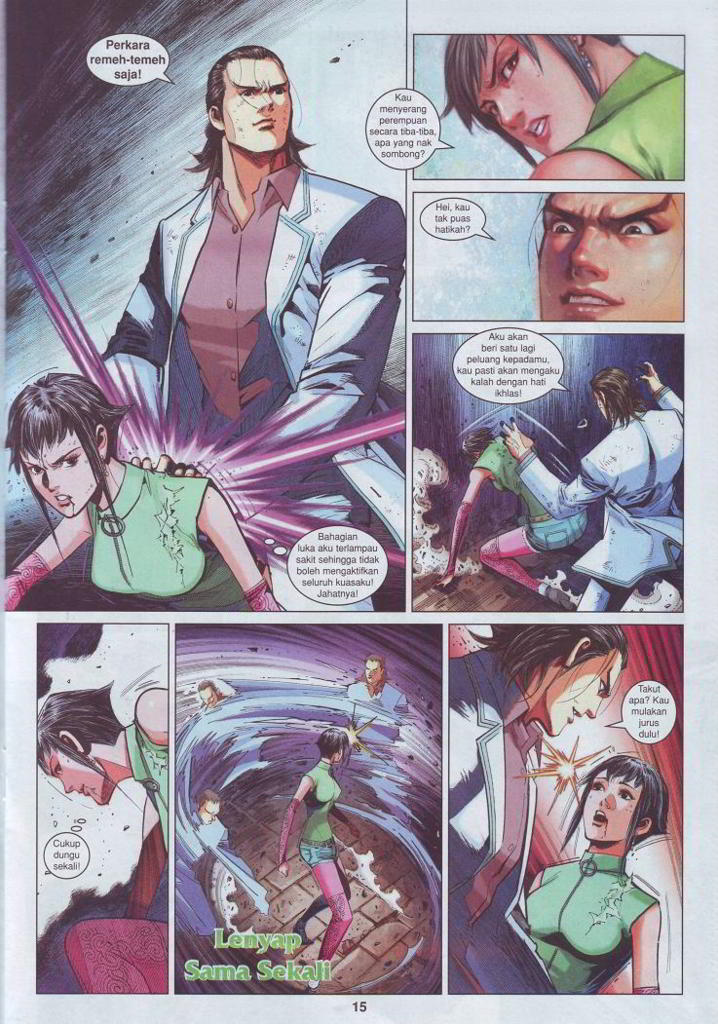 Perkara
remeh-temeh
saja!
Bahagian
luka aku terlampau
sakit sehingga tidak
boleh mengaktifkan
seluruh kuasaku!
Jahatnya!
Kau
menyerang
perempuan
secara tiba-tiba,
apa yang nak
sombong?
Hei, kau
tak puas
hatikah?
Aku akan
beri satu lagi
peluang kepadamu,
kau pasti akan mengaku
kalah dengan hati
ikhlas!
Cukup
dungu
sekali!
Lenyap
Sama Sekali
Takut
apa? Kau
mulakan
jurus
dulu!
15